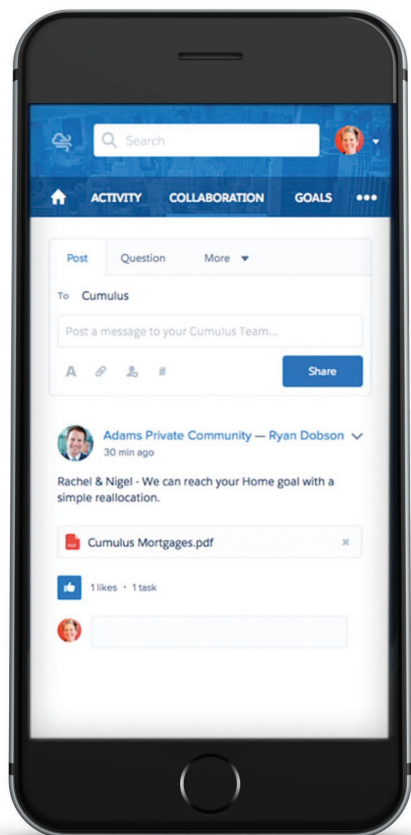 Search
ACTIVITY COLLABORATION GOALS
Post Question More
To Cumulus
Post a message to your Cumulus Team...
A #
Share
Adams Private Community — Ryan Dobson
30 min ago
Rachel & Nigel - We can reach your Home goal with a
simple reallocation.
Cumulus Mortgages.pdf
1 likes • 1 task